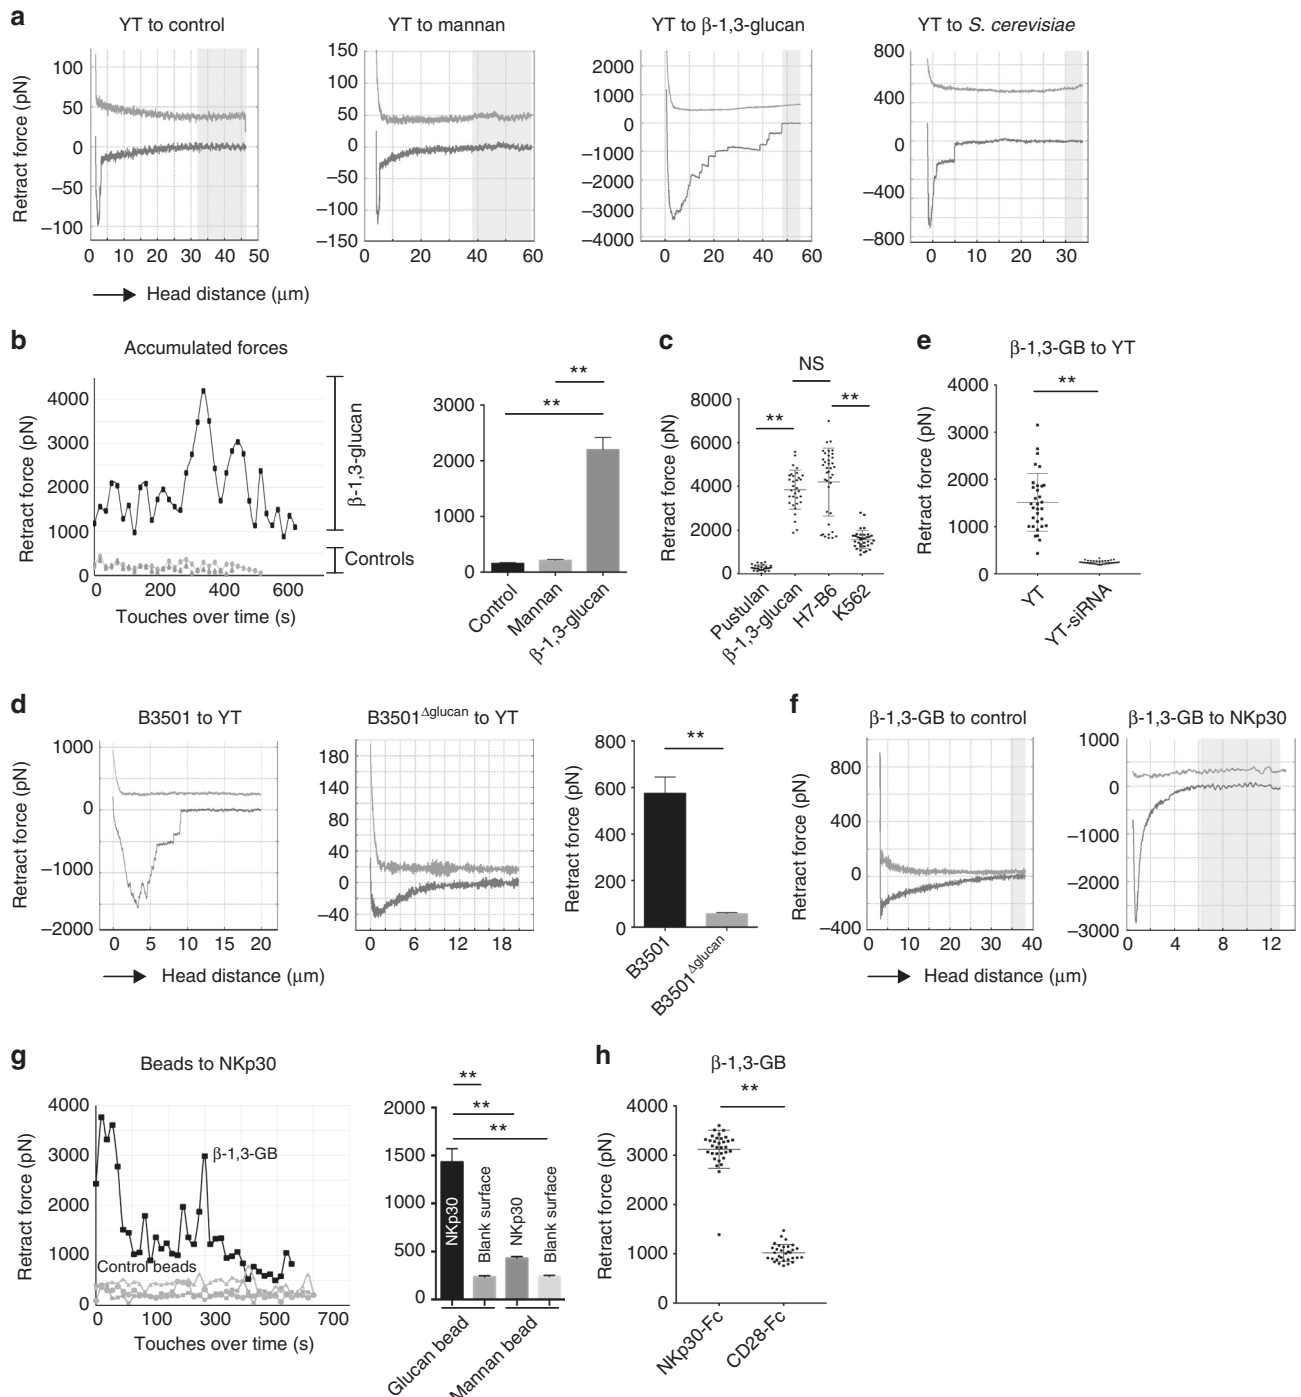 a
YT to control
YT to mannan
YT to β-1,3-glucan
YT to S. cerevisiae
Retract force (pN)
100
50
0
−50
−100
0 10 20 30 40 50
150
100
50
0
−50
−100
−150
0 20 40 60
2000
1000
0
−1000
−2000
−3000
−4000
0 20 40 60
800
400
0
−400
−800
0 10 20 30
Head distance (μm)
b
Accumulated forces
Retract force (pN)
4000
3000
2000
1000
0
0 200 400 600
Touches over time (s)
β-1,3-glucan
Controls
3000
2000
1000
0
**
**
Control
Mannan
β-1,3-glucan
c
NS
**
**
Retract force (pN)
8000
6000
4000
2000
0
Pustulan
β-1,3-glucan
H7-B6
K562
e
β-1,3-GB to YT
**
Retract force (pN)
4000
3000
2000
1000
0
YT
YT-siRNA
d
B3501 to YT
Retract force (pN)
1000
0
−1000
−2000
0 5 10 15 20
B3501Δglucan to YT
180
140
100
60
20
0
−40
0 6 12 18
Head distance (μm)
**
Retract force (pN)
800
600
400
200
0
B3501
B3501Δglucan
f
β-1,3-GB to control
β-1,3-GB to NKp30
Retract force (pN)
800
400
0
−400
0 10 20 30 40
1000
0
−1000
−2000
−3000
0 4 8 12
Head distance (μm)
g
Beads to NKp30
Retract force (pN)
4000
3000
2000
1000
0
β-1,3-GB
Control beads
0 100 300 500 700
Touches over time (s)
2000
1500
1000
500
0
**
**
**
NKp30
Blank surface
NKp30
Blank surface
Glucan bead
Mannan bead
h
β-1,3-GB
**
Retract force (pN)
4000
3000
2000
1000
0
NKp30-Fc
CD28-Fc